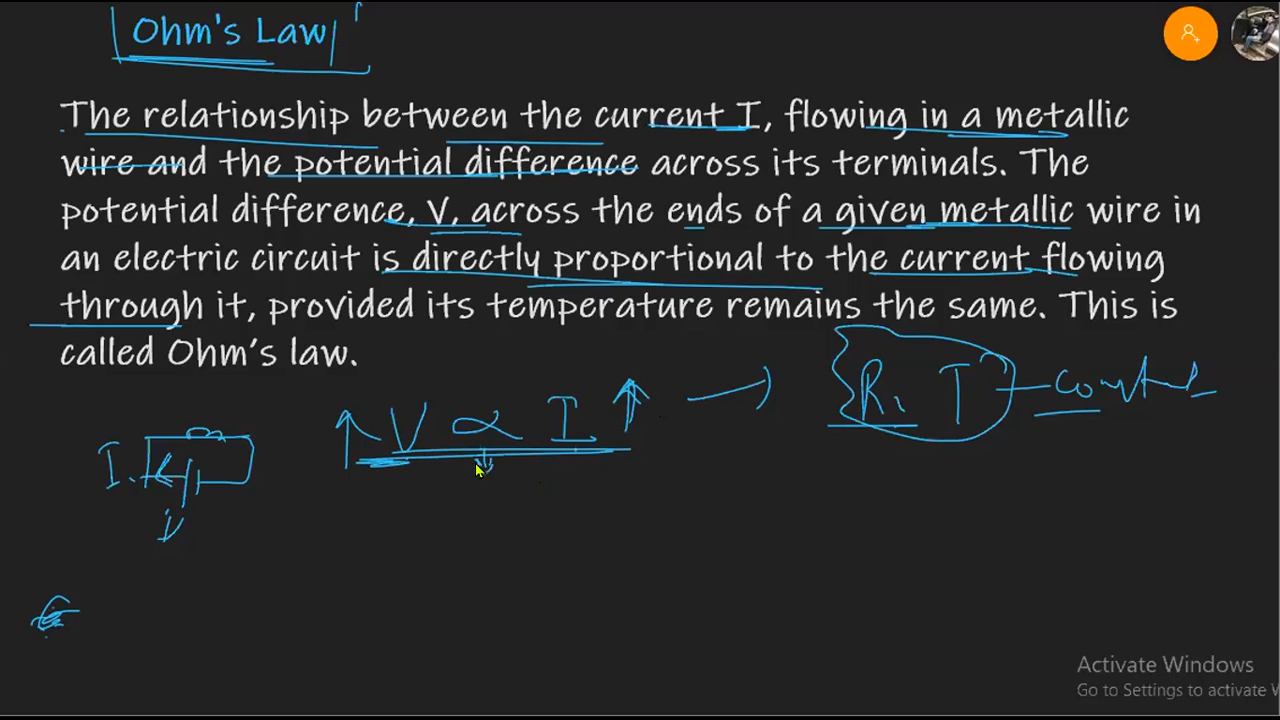 Ohm's Law
The relationship between the current I, flowing in a metallic
wire and the potential difference across its terminals. The
potential difference, V, across the ends of a given metallic wire in
an electric circuit is directly proportional to the current flowing
through it, provided its temperature remains the same. This is
called Ohm's law.
V ∝ I
R, T
I
V
Activate Windows
Go to Settings to activate W